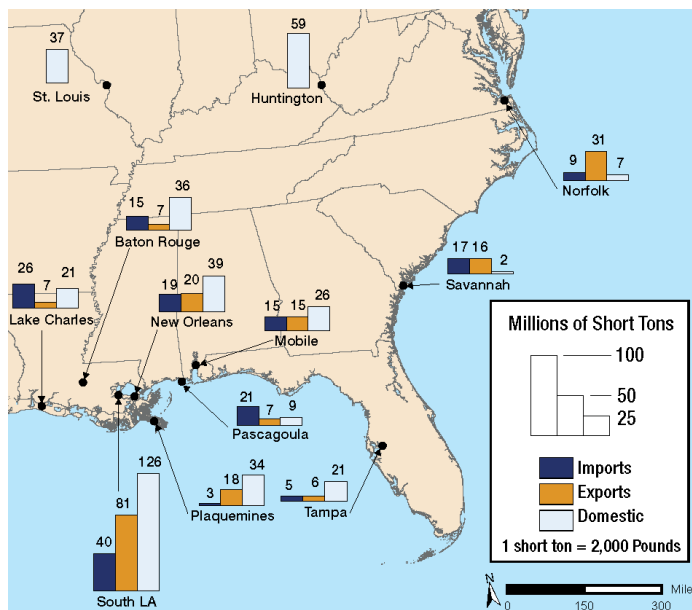 37
St. Louis
59
Huntington
9 31 7
Norfolk
15 7 36
Baton Rouge
26 7 21
Lake Charles
19 20 39
New Orleans
15 15 26
Mobile
17 16 2
Savannah
21 7 9
Pascagoula
3 18 34
Plaquemines
5 6 21
Tampa
40 81 126
South LA
Millions of Short Tons
100
50
25
Imports
Exports
Domestic
1 short ton = 2,000 Pounds
N
Mile
0 150 300